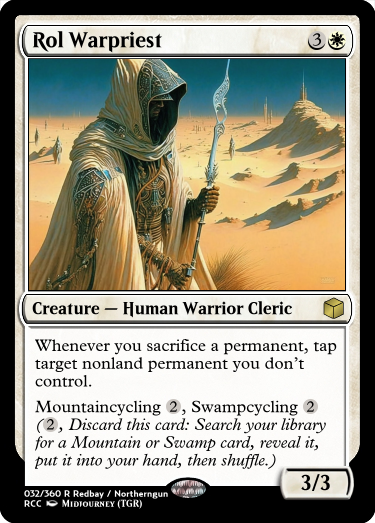 Rol Warpriest 3
Creature — Human Warrior Cleric
Whenever you sacrifice a permanent, tap
target nonland permanent you don't
control.
Mountaincycling 2, Swampcycling 2
(2, Discard this card: Search your library
for a Mountain or Swamp card, reveal it,
put it into your hand, then shuffle.)
3/3
032/360 R Redbay / Northerngun
RCC Midjourney (TGR)